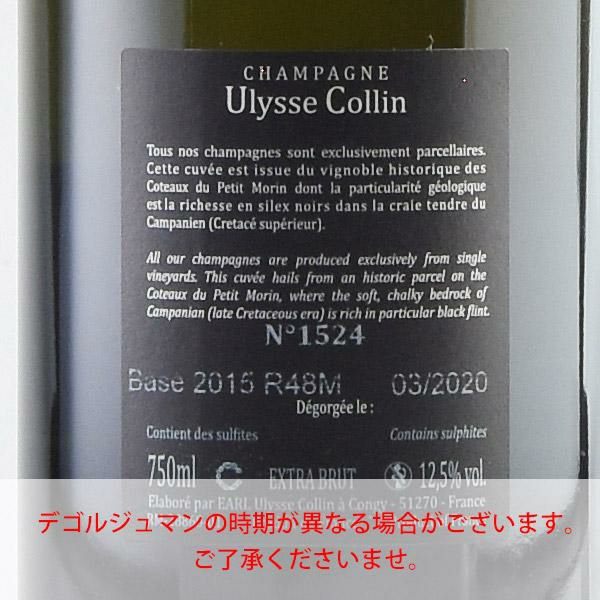 CHAMPAGNE
Ulysse Collin
Tous nos champagnes sont exclusivement parcellaires.
Cette cuvée est issue du vignoble historique des
Coteaux du Petit Morin dont la particularité géologique
est la richesse en silex noirs dans la craie tendre du
Campanien (Cretacé supérieur).
All our champagnes are produced exclusively from single
vineyards. This cuvée hails from an historic parcel on the
Coteaux du Petit Morin, where the soft, chalky bedrock of
Campanian (late Cretaceous era) is rich in particular black flint.
N°1524
Base 2015 R48M 03/2020
Dégorgée le :
Contient des sulfites Contains sulphites
750ml EXTRA BRUT 12,5% vol.
Elaboré par EARL Ulysse Collin à Congy - 51270 - France
デゴルジュマンの時期が異なる場合がございます。
ご了承くださいませ。